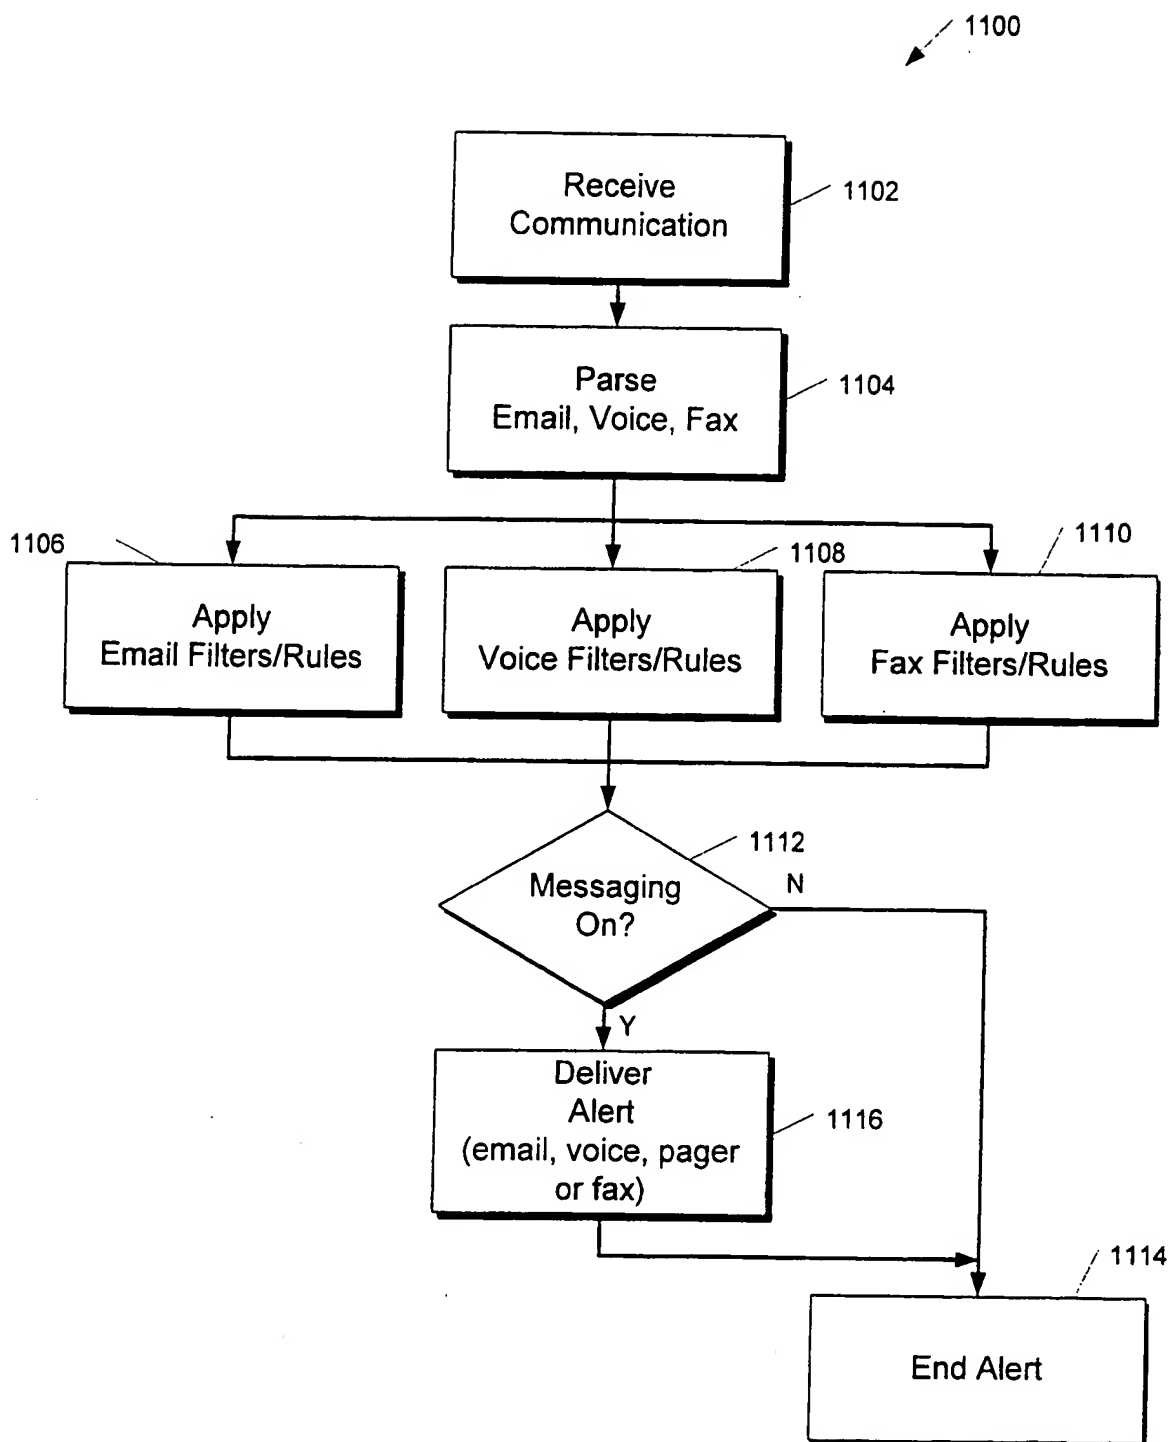 1100
Receive
Communication
1102
Parse
Email, Voice, Fax
1104
1106
1108
1110
Apply
Email Filters/Rules
Apply
Voice Filters/Rules
Apply
Fax Filters/Rules
1112
Messaging
On?
N
Y
Deliver
Alert
(email, voice, pager
or fax)
1116
1114
End Alert